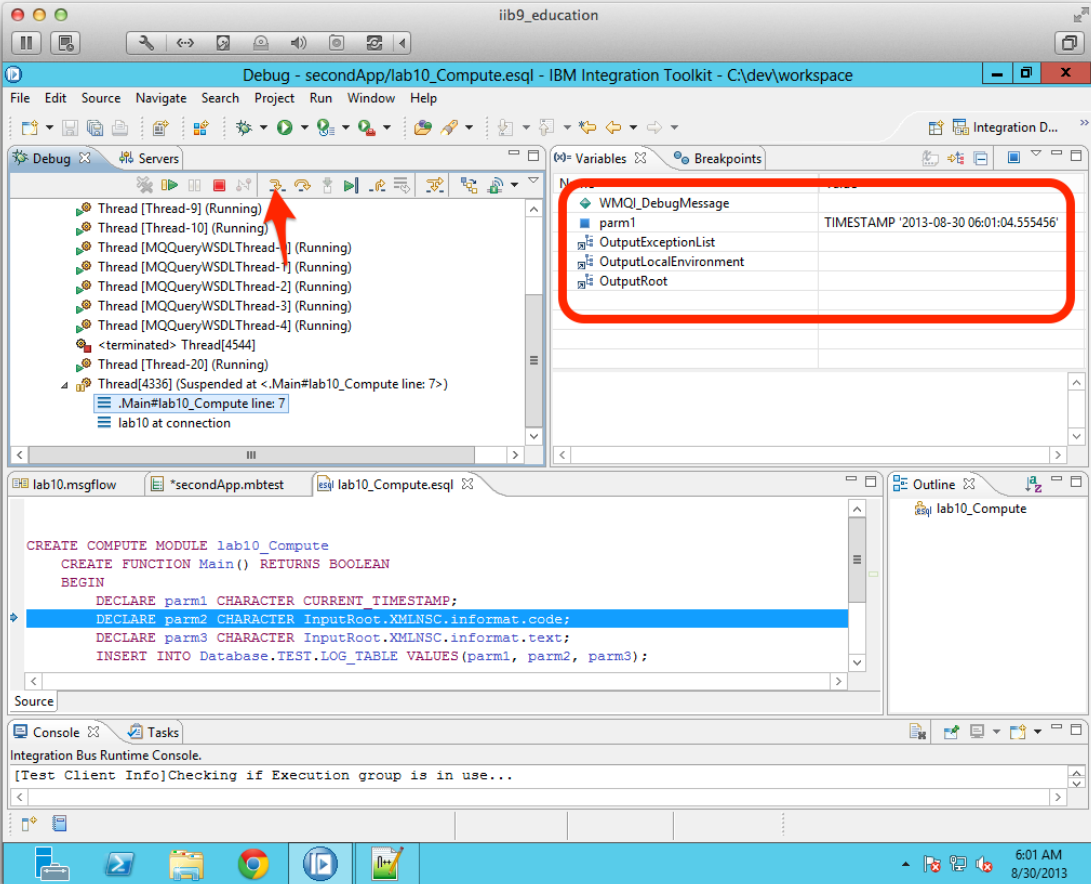 iib9_education
Debug - secondApp/lab10_Compute.esql - IBM Integration Toolkit - C:\dev\workspace
File Edit Source Navigate Search Project Run Window Help
Integration D...
Debug
Servers
Variables
Breakpoints
Thread [Thread-9] (Running)
Thread [Thread-10] (Running)
Thread [MQQueryWSDLThread-0] (Running)
Thread [MQQueryWSDLThread-1] (Running)
Thread [MQQueryWSDLThread-2] (Running)
Thread [MQQueryWSDLThread-3] (Running)
Thread [MQQueryWSDLThread-4] (Running)
<terminated> Thread[4544]
Thread [Thread-20] (Running)
Thread[4336] (Suspended at <.Main#lab10_Compute line: 7>)
.Main#lab10_Compute line: 7
lab10 at connection
WMQI_DebugMessage
parm1 TIMESTAMP '2013-08-30 06:01:04.555456'
OutputExceptionList
OutputLocalEnvironment
OutputRoot
lab10.msgflow
*secondApp.mbtest
lab10_Compute.esql
CREATE COMPUTE MODULE lab10_Compute
CREATE FUNCTION Main() RETURNS BOOLEAN
BEGIN
DECLARE parm1 CHARACTER CURRENT_TIMESTAMP;
DECLARE parm2 CHARACTER InputRoot.XMLNSC.informat.code;
DECLARE parm3 CHARACTER InputRoot.XMLNSC.informat.text;
INSERT INTO Database.TEST.LOG_TABLE VALUES(parm1, parm2, parm3);
Source
Outline
lab10_Compute
Console
Tasks
Integration Bus Runtime Console.
[Test Client Info]Checking if Execution group is in use...
6:01 AM
8/30/2013